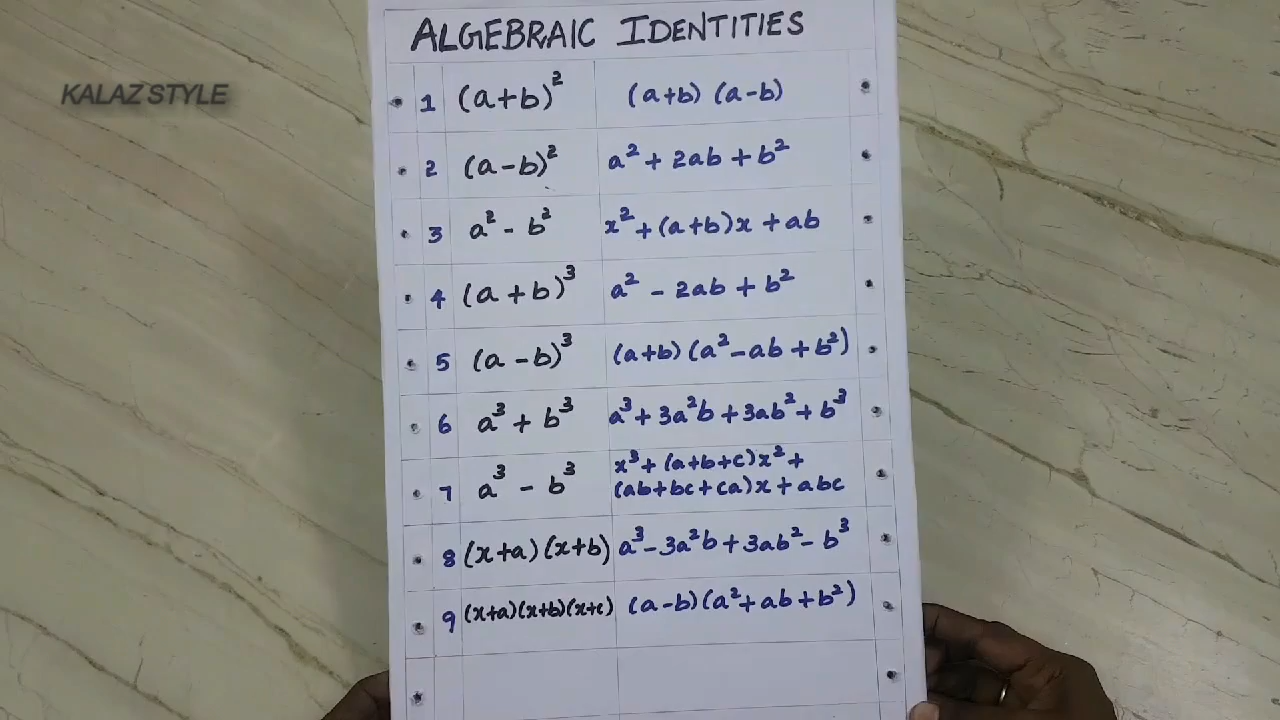 ALGEBRAIC IDENTITIES
KALAZ STYLE
1 (a+b)² (a+b) (a-b)
2 (a-b)² a² + 2ab + b²
3 a² - b² x² + (a+b)x + ab
4 (a+b)³ a² - 2ab + b²
5 (a-b)³ (a+b) (a² - ab + b²)
6 a³ + b³ a³ + 3a²b + 3ab² + b³
7 a³ - b³ x³ + (a+b+c)x² +
(ab+bc+ca)x + abc
8 (x+a) (x+b) a³ - 3a²b + 3ab² - b³
9 (x+a)(x+b)(x+c) (a-b)(a² + ab + b²)